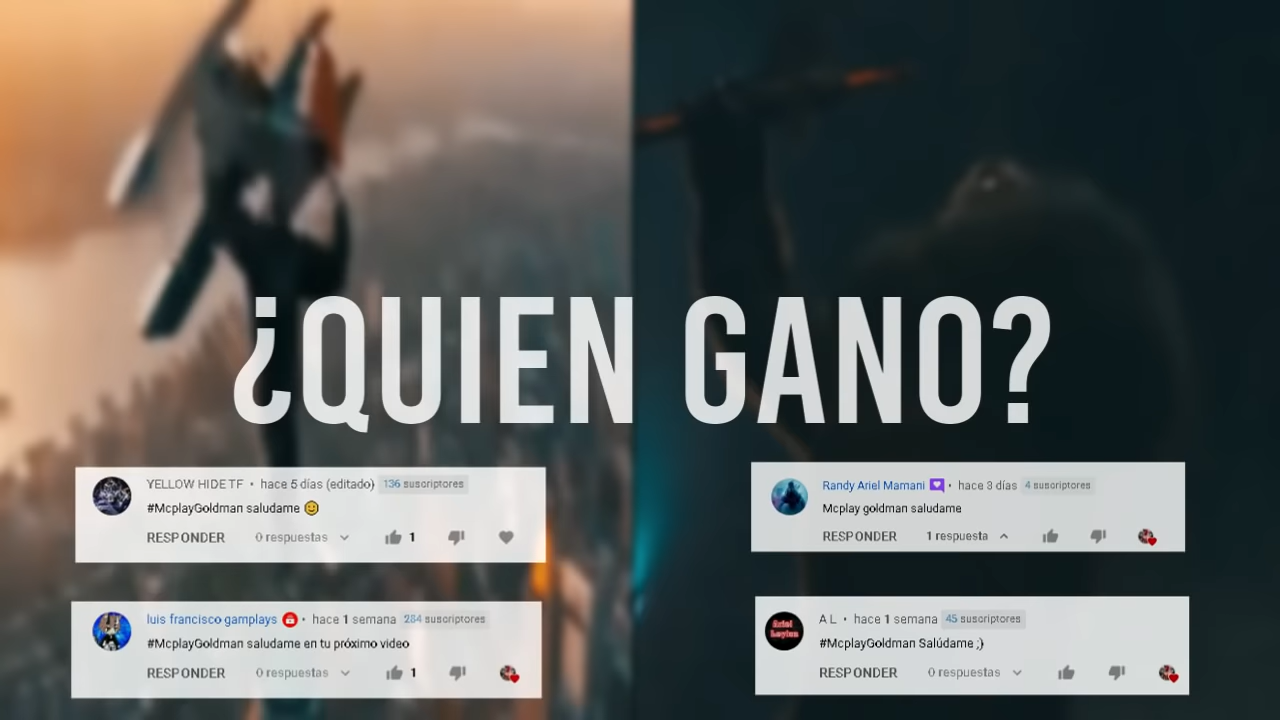 ¿QUIEN GANO?
YELLOW HIDE TF • hace 5 días (editado) 136 suscriptores
#McplayGoldman saludame
RESPONDER 0 respuestas 1
Randy Ariel Mamani • hace 3 días 4 suscriptores
Mcplay goldman saludame
RESPONDER 1 respuesta
luis francisco gamplays • hace 1 semana 284 suscriptores
#McplayGoldman saludame en tu próximo video
RESPONDER 0 respuestas 1
A L • hace 1 semana 45 suscriptores
#McplayGoldman Salúdame ;)
RESPONDER 0 respuestas